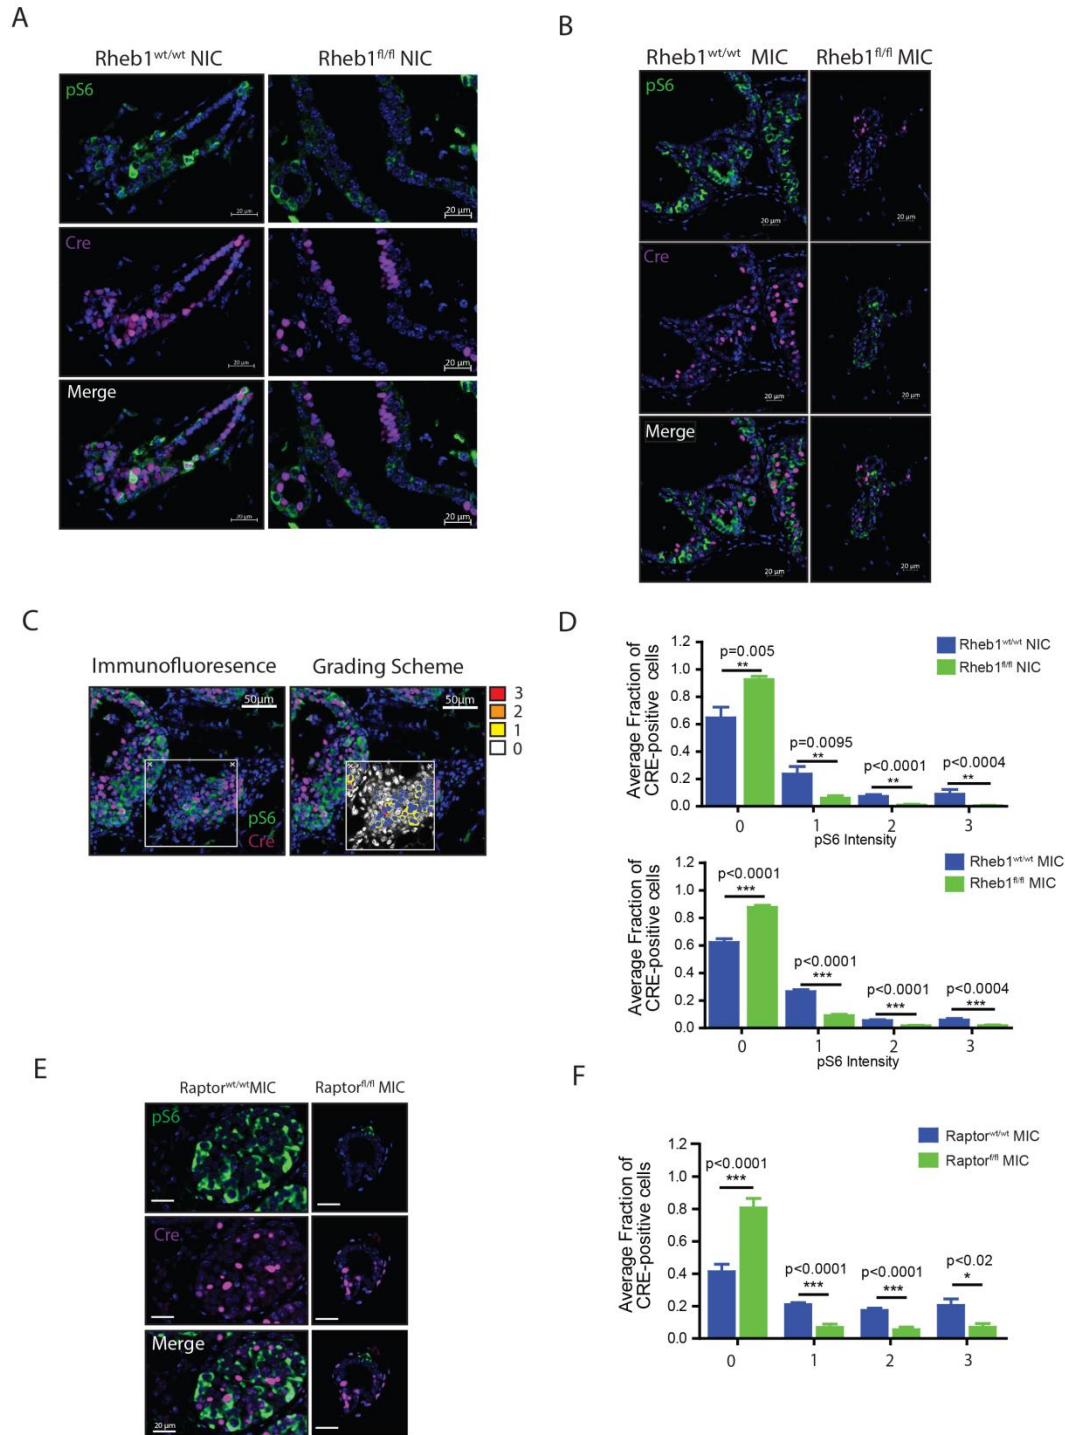 A
Rheb1wt/wt NIC
Rheb1fl/fl NIC
pS6
20 µm
20 µm
Cre
20 µm
20 µm
Merge
20 µm
20 µm
B
Rheb1wt/wt MIC
Rheb1fl/fl MIC
pS6
20 µm
20 µm
Cre
20 µm
20 µm
Merge
20 µm
20 µm
C
Immunofluoresence
Grading Scheme
50µm
50µm
pS6
Cre
3
2
1
0
D
Average Fraction of
CRE-positive cells
1.2
1.0
0.8
0.6
0.4
0.2
0.0
p=0.005
**
p=0.0095
**
p<0.0001
**
p<0.0004
**
0 1 2 3
pS6 Intensity
Rheb1wt/wt NIC
Rheb1fl/fl NIC
Average Fraction of
CRE-positive cells
1.2
1.0
0.8
0.6
0.4
0.2
0.0
p<0.0001
***
p<0.0001
***
p<0.0001
***
p<0.0004
***
0 1 2 3
pS6 Intensity
Rheb1wt/wt MIC
Rheb1fl/fl MIC
E
Raptorwt/wtMIC
Raptorfl/fl MIC
pS6
Cre
Merge
20 µm
F
Average Fraction of
CRE-positive cells
1.2
1.0
0.8
0.6
0.4
0.2
0.0
p<0.0001
***
p<0.0001
***
p<0.0001
***
p<0.02
*
0 1 2 3
Raptorwt/wt MIC
Raptorf/fl MIC